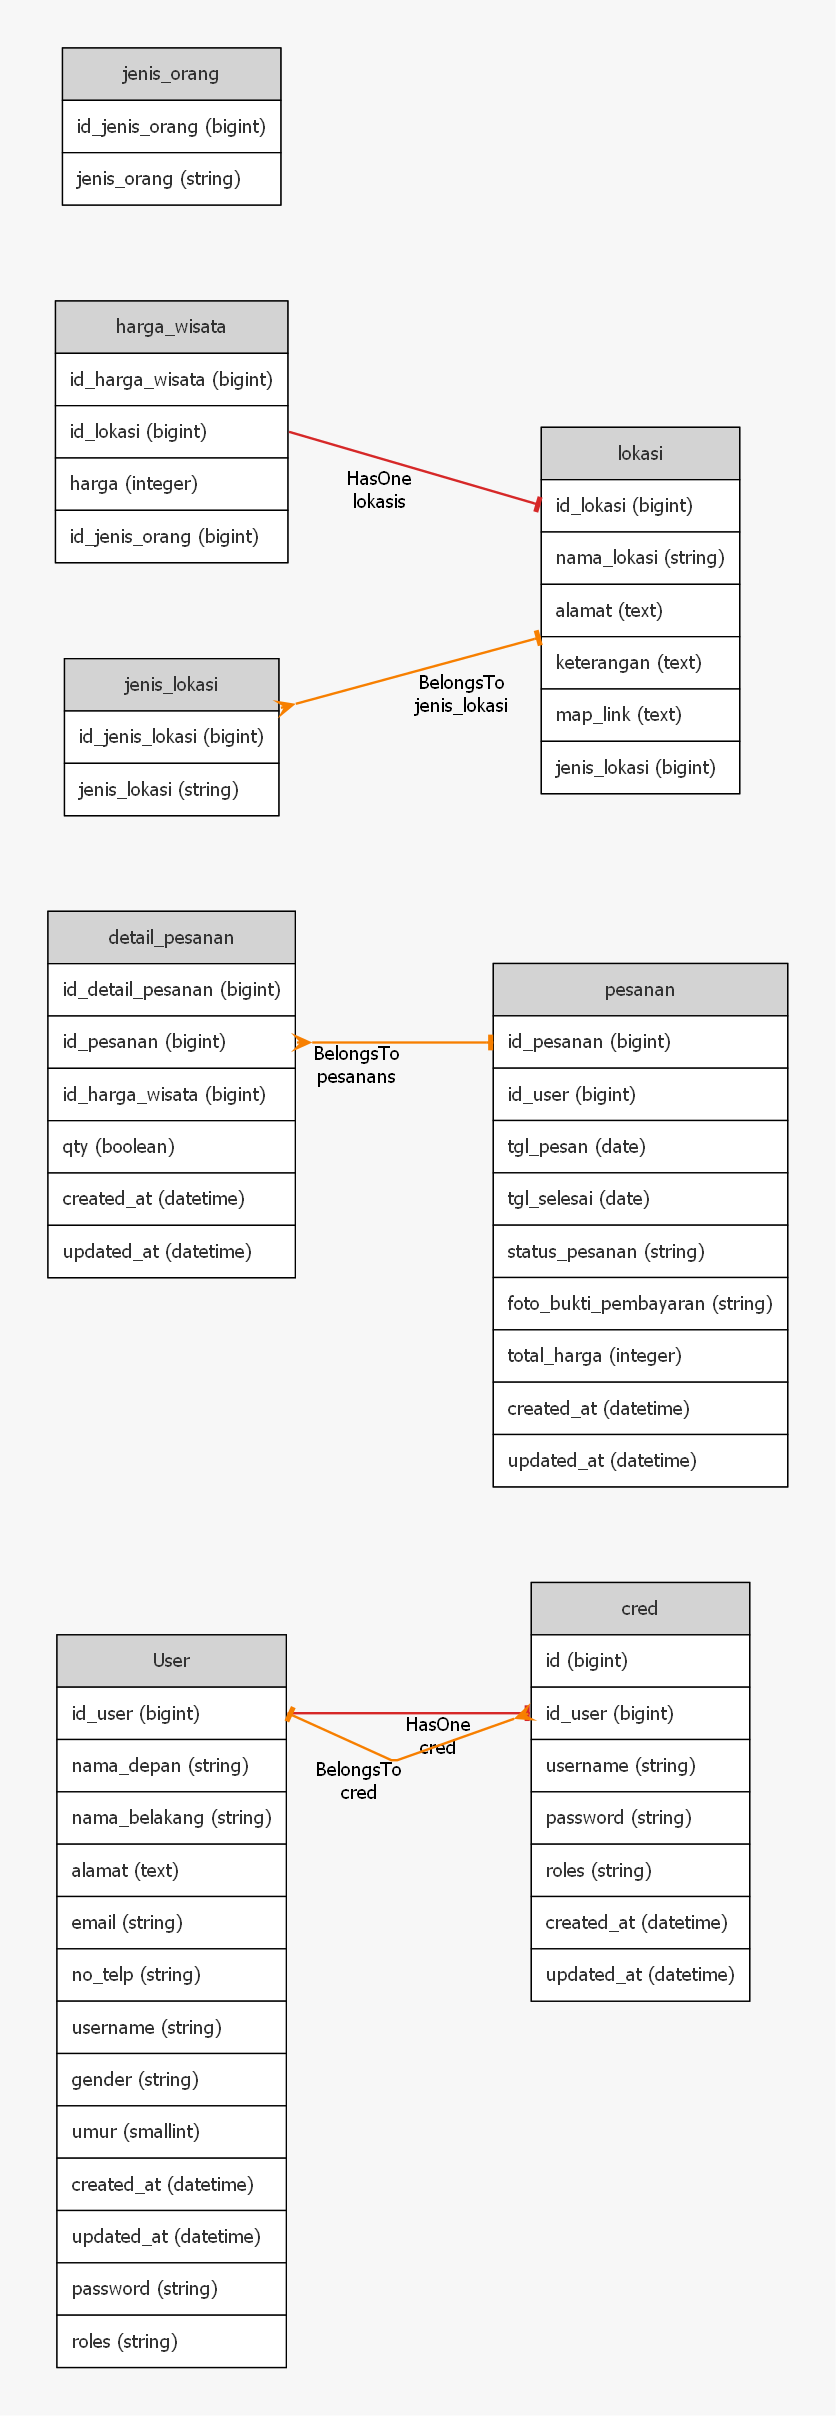 jenis_orang
id_jenis_orang (bigint)
jenis_orang (string)
harga_wisata
id_harga_wisata (bigint)
id_lokasi (bigint)
harga (integer)
id_jenis_orang (bigint)
HasOne
lokasis
lokasi
id_lokasi (bigint)
nama_lokasi (string)
alamat (text)
keterangan (text)
map_link (text)
jenis_lokasi (bigint)
BelongsTo
jenis_lokasi
jenis_lokasi
id_jenis_lokasi (bigint)
jenis_lokasi (string)
detail_pesanan
id_detail_pesanan (bigint)
id_pesanan (bigint)
id_harga_wisata (bigint)
qty (boolean)
created_at (datetime)
updated_at (datetime)
BelongsTo
pesanans
pesanan
id_pesanan (bigint)
id_user (bigint)
tgl_pesan (date)
tgl_selesai (date)
status_pesanan (string)
foto_bukti_pembayaran (string)
total_harga (integer)
created_at (datetime)
updated_at (datetime)
User
id_user (bigint)
nama_depan (string)
nama_belakang (string)
alamat (text)
email (string)
no_telp (string)
username (string)
gender (string)
umur (smallint)
created_at (datetime)
updated_at (datetime)
password (string)
roles (string)
HasOne
cred
BelongsTo
cred
cred
id (bigint)
id_user (bigint)
username (string)
password (string)
roles (string)
created_at (datetime)
updated_at (datetime)